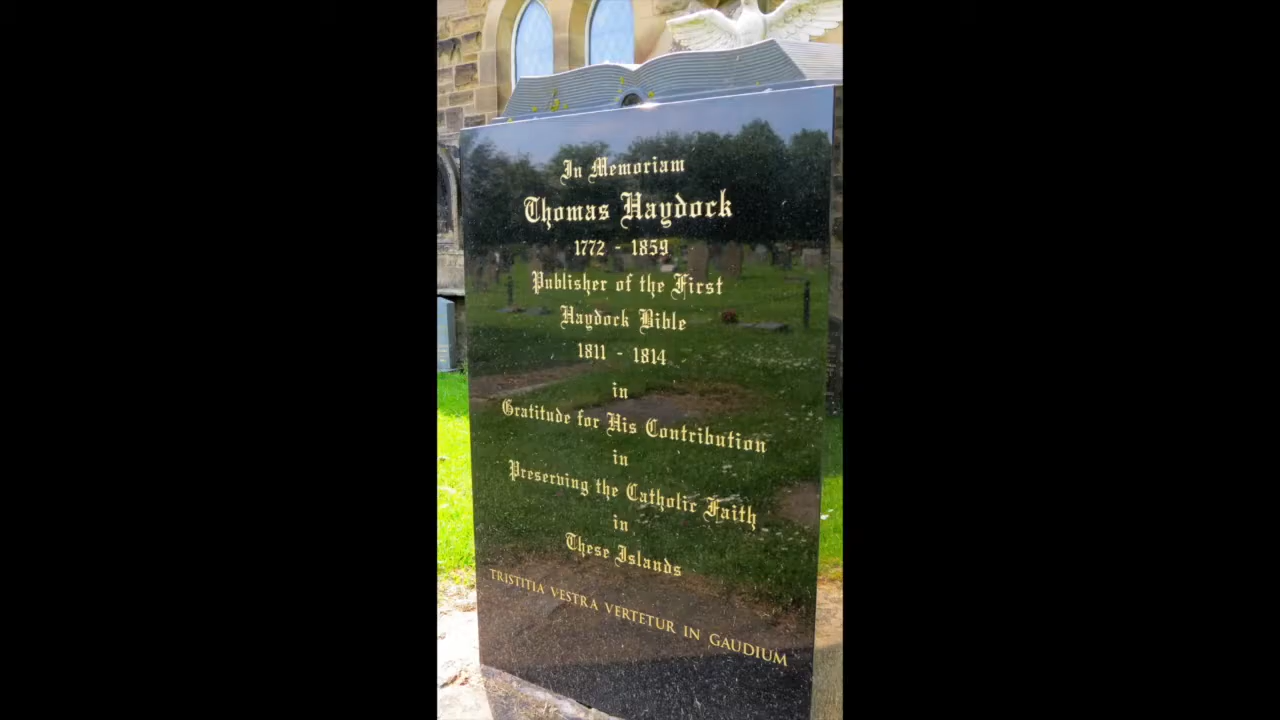 In Memoriam
Thomas Haydock
1772 - 1859
Publisher of the First
Haydock Bible
1811 - 1814
in
Gratitude for His Contribution
in
Preserving the Catholic Faith
in
These Islands
TRISTITIA VESTRA VERTETUR IN GAUDIUM